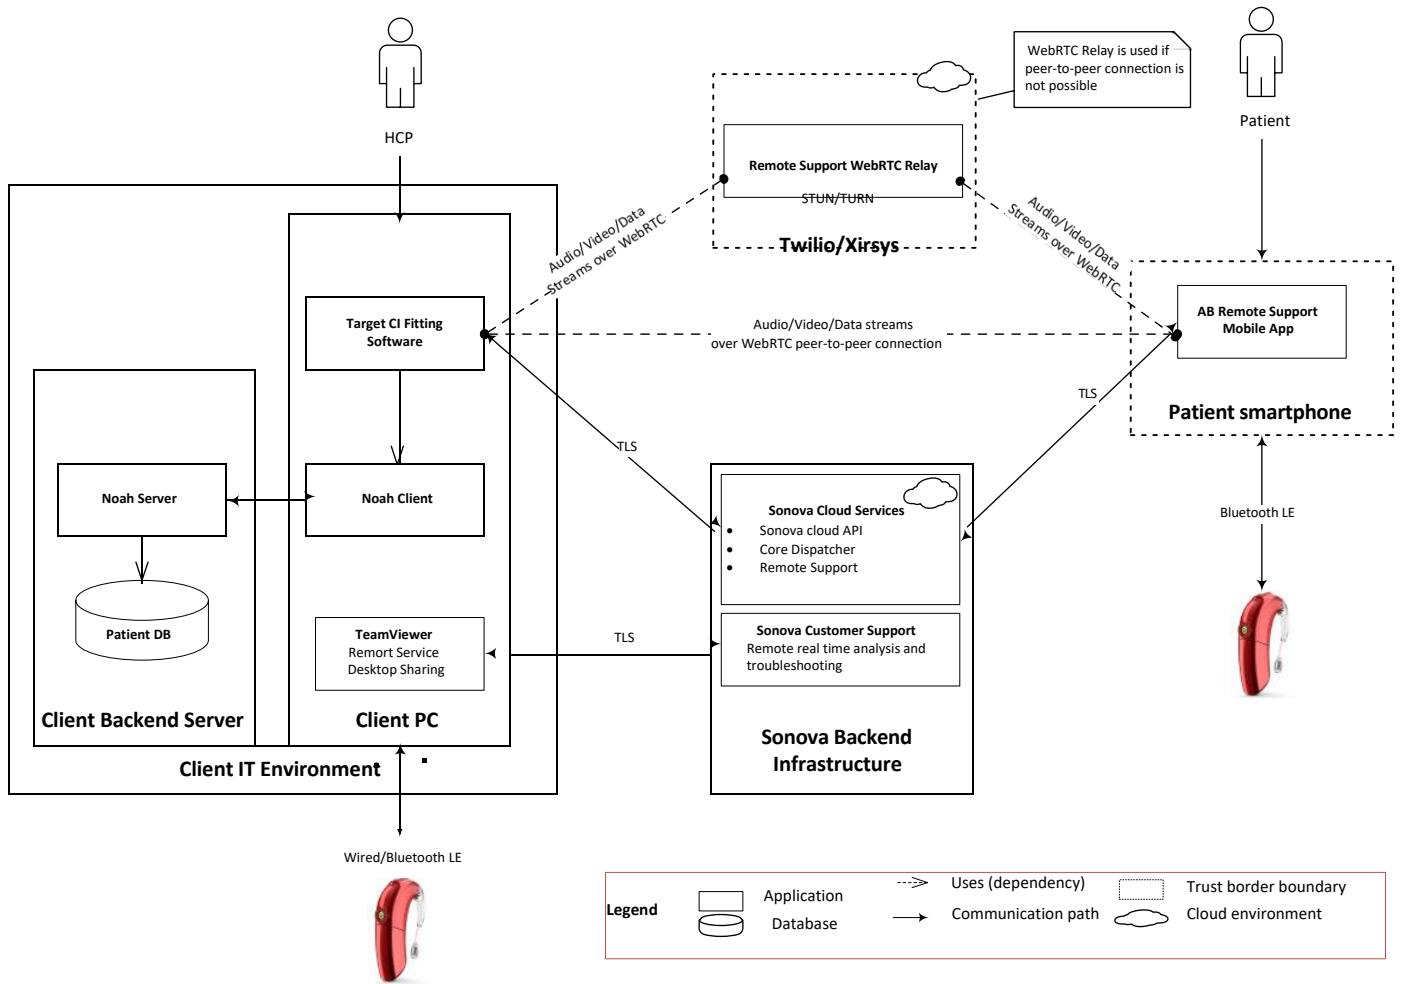 HCP
WebRTC Relay is used if
peer-to-peer connection is
not possible
Patient
Remote Support WebRTC Relay
STUN/TURN
Twilio/Xirsys
Audio/Video/Data
Streams over WebRTC
Audio/Video/Data
Streams over WebRTC
Target CI Fitting
Software
Audio/Video/Data streams
over WebRTC peer-to-peer connection
AB Remote Support
Mobile App
Patient smartphone
TLS
TLS
Noah Server
Noah Client
Sonova Cloud Services
• Sonova cloud API
• Core Dispatcher
• Remote Support
Bluetooth LE
Patient DB
TeamViewer
Remort Service
Desktop Sharing
TLS
Sonova Customer Support
Remote real time analysis and
troubleshooting
Client Backend Server
Client PC
Sonova Backend
Infrastructure
Client IT Environment
Wired/Bluetooth LE
Legend
Application
Database
Uses (dependency)
Communication path
Trust border boundary
Cloud environment